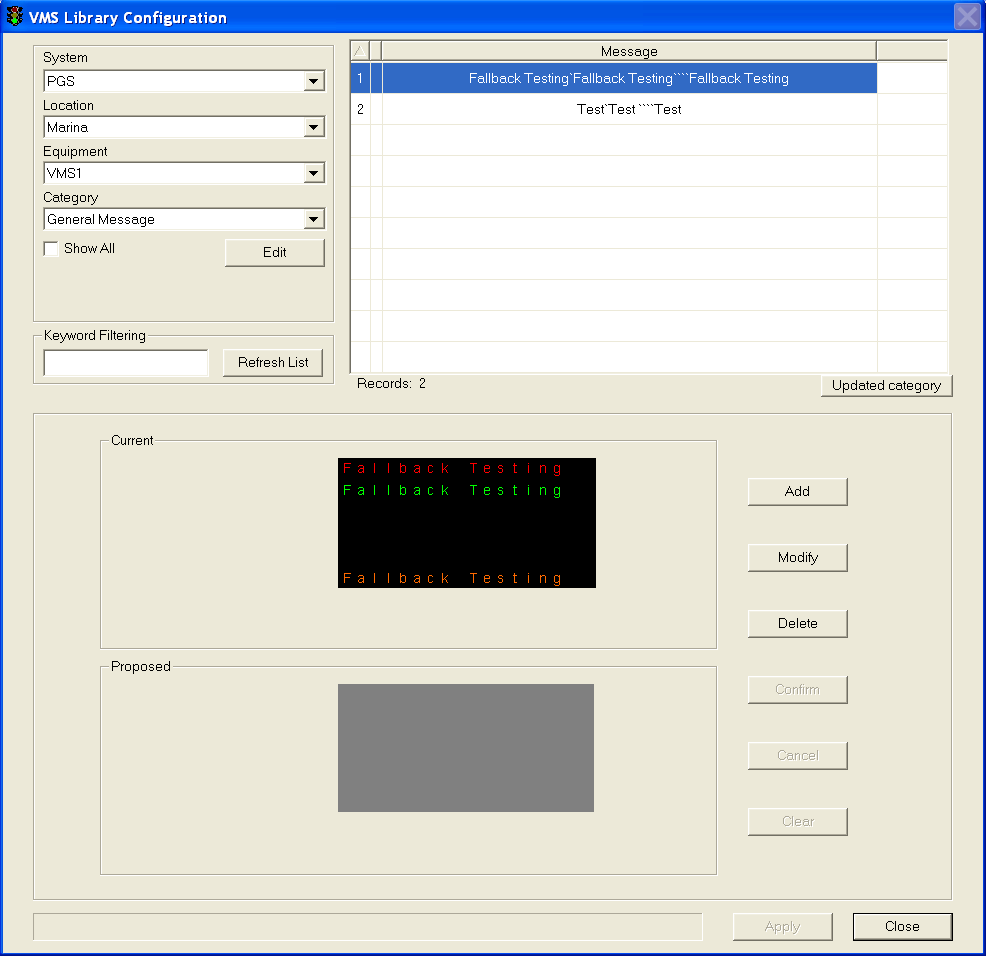 VMS Library Configuration
System
PGS
Location
Marina
Equipment
VMS1
Category
General Message
Show All
Edit
Keyword Filtering
Refresh List
Message
1 Fallback Testing`Fallback Testing````Fallback Testing
2 Test`Test ````Test
Records: 2
Updated category
Current
Fallback Testing
Fallback Testing
Fallback Testing
Proposed
Add
Modify
Delete
Confirm
Cancel
Clear
Apply
Close